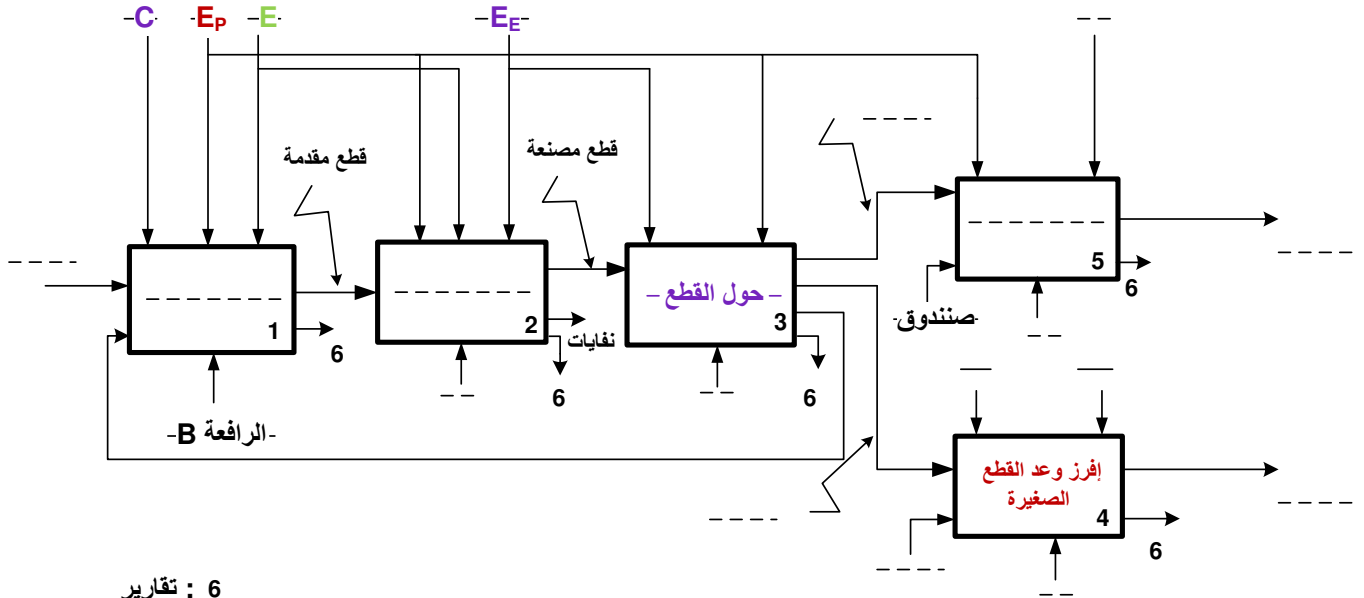 -C-
-EP-
-E-
-EE-
قطع مقدمة
قطع مصنعة
1
6
2
نفايات
6
– حول القطع –
3
6
5
6
-صنندوق-
-الرافعة B-
إفرز وعد القطع
الصغيرة
4
6
6 : تقارير